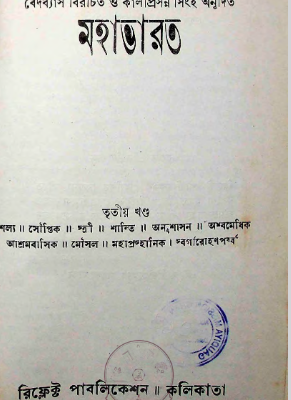 বেদব্যাস বিরচিত ও কালীপ্রসন্ন সিংহ অনূদিত
মহাভারত
তৃতীয় খণ্ড
শল্য ॥ সৌপ্তিক ॥ স্ত্রী ॥ শান্তি ॥ অনুশাসন ॥ অশ্বমেধিক
আশ্রমবাসিক ॥ মৌসল ॥ মহাপ্রস্থানিক । স্বর্গারোহণপর্ব
রিফ্লেক্ট পাবলিকেশন ॥ কলিকাতা